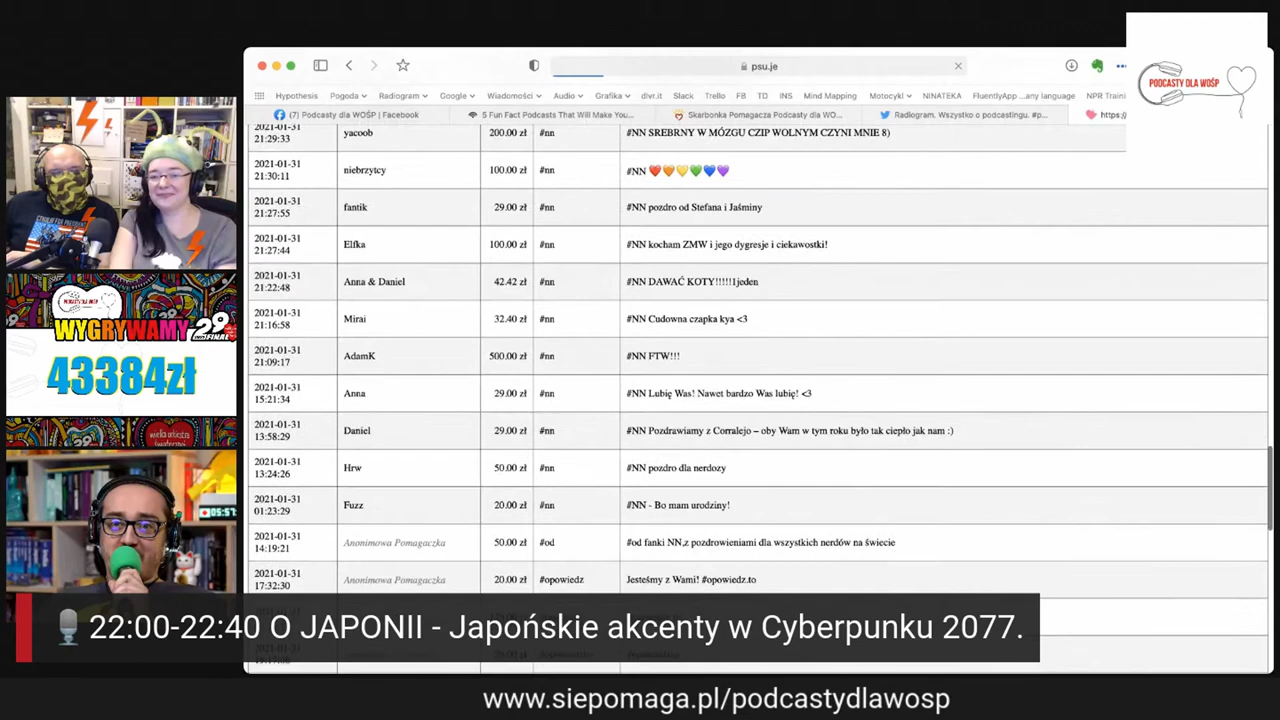 psu.je
PODCASTY DLA WOŚP
Hypothesis Pogoda Radiogram Google Wiadomości Audio Grafika dlvr.it Slack Trello FB TD INS Mind Mapping Motocykl NNATEKA FluentlyApp ...any language NPR Training
(7) Podcasty dla WOŚP | Facebook
5 Fun Fact Podcasts That Will Make You...
Skarbonka Pomagacza Podcasty dla WO...
Radiogram. Wszystko o podcastingu. #p...
https:/
2021-01-31 21:29:33 yacoob 200.00 zł #nn #NN SREBRNY W MÓZGU CZIP WOLNYM CZYNI MNIE 8)
2021-01-31 21:30:11 niebrzytcy 100.00 zł #nn #NN ❤️🧡💛💚💙💜
2021-01-31 21:27:55 fantik 29.00 zł #nn #NN pozdro od Stefana i Jaśminy
2021-01-31 21:27:44 Elfka 100.00 zł #nn #NN kocham ZMW i jego dygresje i ciekawostki!
2021-01-31 21:22:48 Anna & Daniel 42.42 zł #nn #NN DAWAĆ KOTY!!!!!1jeden
2021-01-31 21:16:58 Mirai 32.40 zł #nn #NN Cudowna czapka kya <3
2021-01-31 21:09:17 AdamK 500.00 zł #nn #NN FTW!!!
2021-01-31 15:21:34 Anna 29.00 zł #nn #NN Lubię Was! Nawet bardzo Was lubię! <3
2021-01-31 13:58:29 Daniel 29.00 zł #nn #NN Pozdrawiamy z Corralejo – oby Wam w tym roku było tak ciepło jak nam :)
2021-01-31 13:24:26 Hrw 50.00 zł #nn #NN pozdro dla nerdozy
2021-01-31 01:23:29 Fuzz 20.00 zł #nn #NN - Bo mam urodziny!
2021-01-31 14:19:21 Anonimowa Pomagaczka 50.00 zł #od #od fanki NN,z pozdrowieniami dla wszystkich nerdów na świecie
2021-01-31 17:32:30 Anonimowa Pomagaczka 20.00 zł #opowiedz Jesteśmy z Wami! #opowiedz.to
PODCASTY DLA WOŚP
WYGRYWAMY 29 FINAŁ
43384zł
wielka orkiestra
05:57
22:00-22:40 O JAPONII - Japońskie akcenty w Cyberpunku 2077.
www.siepomaga.pl/podcastydlawosp